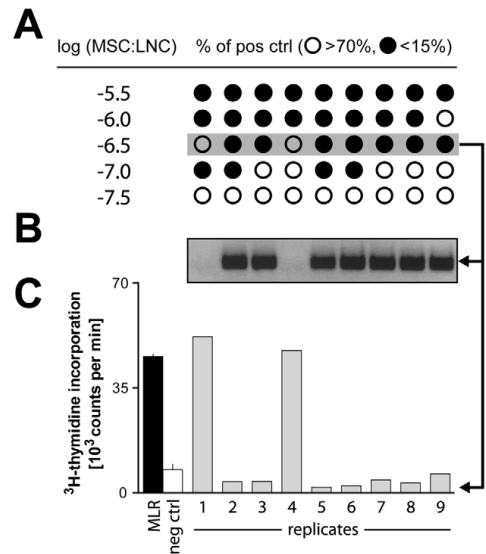 A
log (MSC:LNC) % of pos ctrl (○ >70%, ● <15%)
-5.5
-6.0
-6.5
-7.0
-7.5
B
C
³H-thymidine incorporation
[10³ counts per min]
70
35
0
MLR
neg ctrl
1 2 3 4 5 6 7 8 9
replicates